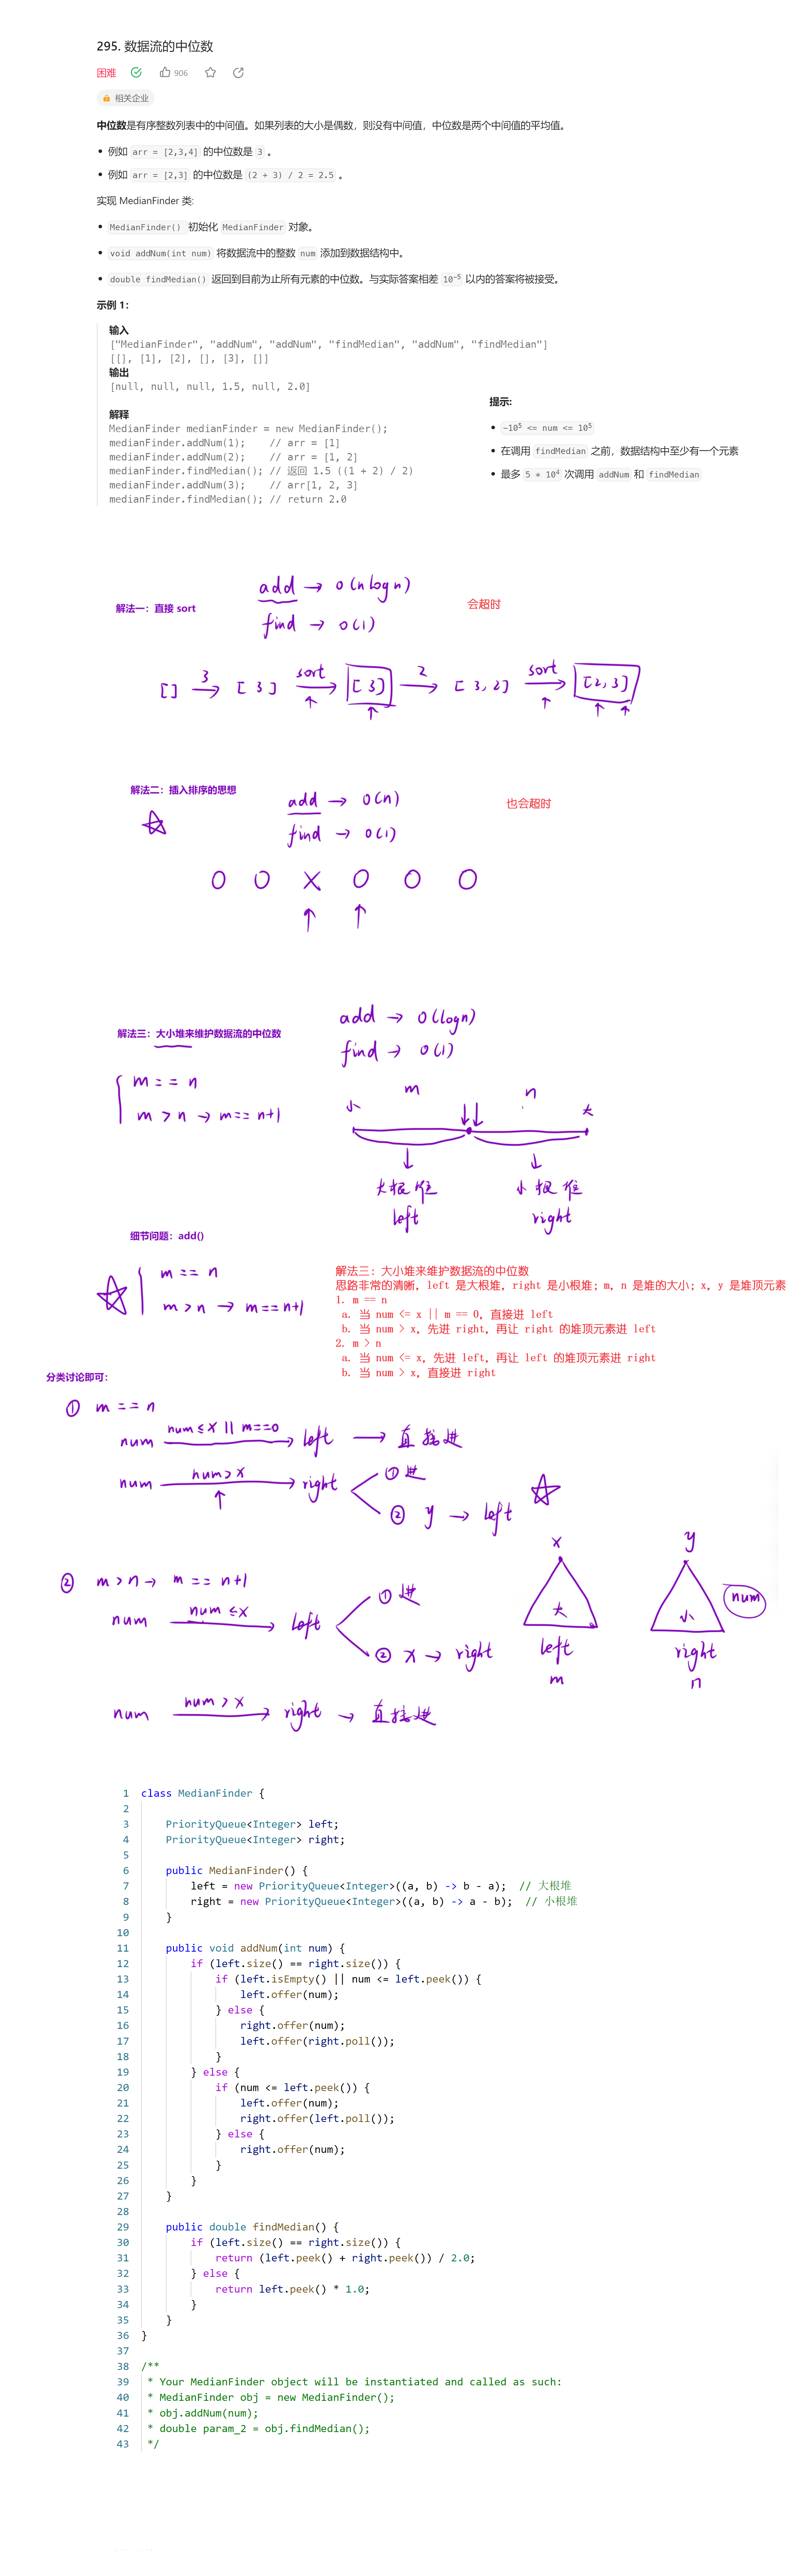 295. 数据流的中位数
困难 906
相关企业
中位数是有序整数列表中的中间值。如果列表的大小是偶数，则没有中间值，中位数是两个中间值的平均值。
• 例如 arr = [2,3,4] 的中位数是 3 。
• 例如 arr = [2,3] 的中位数是 (2 + 3) / 2 = 2.5 。
实现 MedianFinder 类:
• MedianFinder() 初始化 MedianFinder 对象。
• void addNum(int num) 将数据流中的整数 num 添加到数据结构中。
• double findMedian() 返回到目前为止所有元素的中位数。与实际答案相差 10⁻⁵ 以内的答案将被接受。
示例 1：
输入
["MedianFinder", "addNum", "addNum", "findMedian", "addNum", "findMedian"]
[[], [1], [2], [], [3], []]
输出
[null, null, null, 1.5, null, 2.0]
解释
MedianFinder medianFinder = new MedianFinder();
medianFinder.addNum(1);    // arr = [1]
medianFinder.addNum(2);    // arr = [1, 2]
medianFinder.findMedian(); // 返回 1.5 ((1 + 2) / 2)
medianFinder.addNum(3);    // arr[1, 2, 3]
medianFinder.findMedian(); // return 2.0
提示:
• -10⁵ <= num <= 10⁵
• 在调用 findMedian 之前，数据结构中至少有一个元素
• 最多 5 * 10⁴ 次调用 addNum 和 findMedian
解法一：直接 sort
add → O(nlogn)
find → O(1)
会超时
[] 3→ [3] sort→ [3] 2→ [3,2] sort→ [2,3]
解法二：插入排序的思想
add → O(n)
find → O(1)
也会超时
O O X O O O
解法三：大小堆来维护数据流的中位数
add → O(logn)
find → O(1)
m == n
m > n → m == n+1
m n
小 大
大根堆 小根堆
left right
细节问题：add()
m == n
m > n → m == n+1
解法三：大小堆来维护数据流的中位数
思路非常的清晰，left 是大根堆，right 是小根堆；m，n 是堆的大小；x，y 是堆顶元素
1. m == n
a. 当 num <= x || m == 0，直接进 left
b. 当 num > x，先进 right，再让 right 的堆顶元素进 left
2. m > n
a. 当 num <= x，先进 left，再让 left 的堆顶元素进 right
b. 当 num > x，直接进 right
分类讨论即可：
① m == n
num num≤x || m==0→ left → 直接进
num num>x→ right ①进
② y → left
② m > n → m == n+1
num num≤x→ left ①进
② x → right
num num>x→ right → 直接进
x y
大 小 num
left right
m n
1 class MedianFinder {
2
3     PriorityQueue<Integer> left;
4     PriorityQueue<Integer> right;
5
6     public MedianFinder() {
7         left = new PriorityQueue<Integer>((a, b) -> b - a);  // 大根堆
8         right = new PriorityQueue<Integer>((a, b) -> a - b);  // 小根堆
9     }
10
11     public void addNum(int num) {
12         if (left.size() == right.size()) {
13             if (left.isEmpty() || num <= left.peek()) {
14                 left.offer(num);
15             } else {
16                 right.offer(num);
17                 left.offer(right.poll());
18             }
19         } else {
20             if (num <= left.peek()) {
21                 left.offer(num);
22                 right.offer(left.poll());
23             } else {
24                 right.offer(num);
25             }
26         }
27     }
28
29     public double findMedian() {
30         if (left.size() == right.size()) {
31             return (left.peek() + right.peek()) / 2.0;
32         } else {
33             return left.peek() * 1.0;
34         }
35     }
36 }
37
38 /**
39  * Your MedianFinder object will be instantiated and called as such:
40  * MedianFinder obj = new MedianFinder();
41  * obj.addNum(num);
42  * double param_2 = obj.findMedian();
43  */